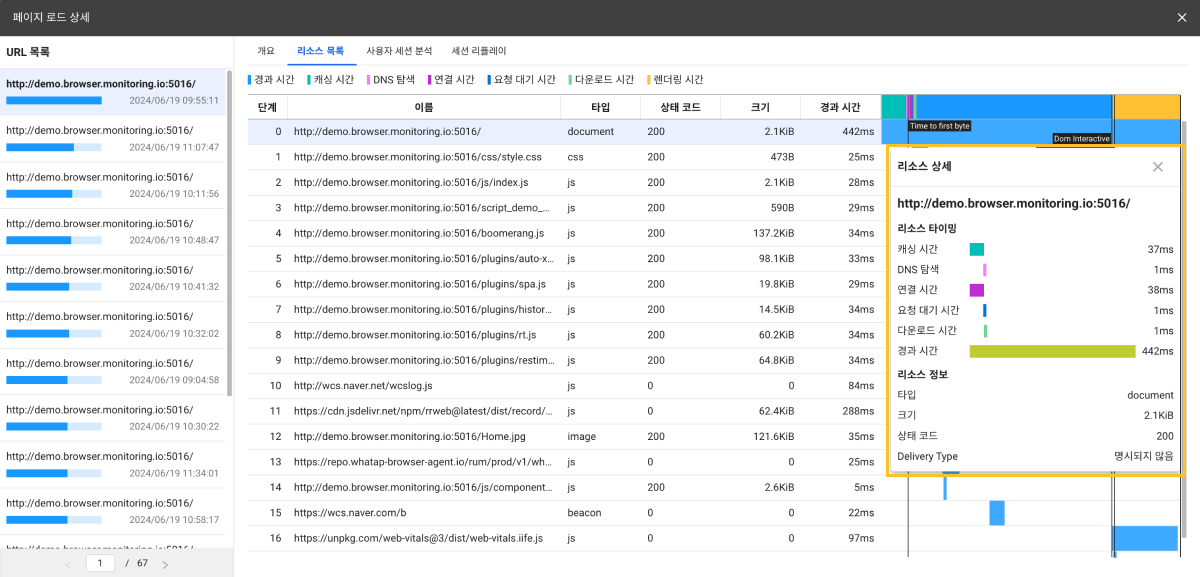 페이지 로드 상세
URL 목록
http://demo.browser.monitoring.io:5016/
2024/06/19 09:55:11
http://demo.browser.monitoring.io:5016/
2024/06/19 11:07:47
http://demo.browser.monitoring.io:5016/
2024/06/19 10:11:56
http://demo.browser.monitoring.io:5016/
2024/06/19 10:48:47
http://demo.browser.monitoring.io:5016/
2024/06/19 10:41:32
http://demo.browser.monitoring.io:5016/
2024/06/19 10:32:02
http://demo.browser.monitoring.io:5016/
2024/06/19 09:04:58
http://demo.browser.monitoring.io:5016/
2024/06/19 10:30:22
http://demo.browser.monitoring.io:5016/
2024/06/19 11:34:01
http://demo.browser.monitoring.io:5016/
2024/06/19 10:58:17
1 / 67
개요 리소스 목록 사용자 세션 분석 세션 리플레이
경과 시간 캐싱 시간 DNS 탐색 연결 시간 요청 대기 시간 다운로드 시간 렌더링 시간
단계 이름 타입 상태 코드 크기 경과 시간
0 http://demo.browser.monitoring.io:5016/ document 200 2.1KiB 442ms
1 http://demo.browser.monitoring.io:5016/css/style.css css 200 473B 25ms
2 http://demo.browser.monitoring.io:5016/js/index.js js 200 2.1KiB 28ms
3 http://demo.browser.monitoring.io:5016/script_demo_... js 200 590B 29ms
4 http://demo.browser.monitoring.io:5016/boomerang.js js 200 137.2KiB 34ms
5 http://demo.browser.monitoring.io:5016/plugins/auto-x... js 200 98.1KiB 33ms
6 http://demo.browser.monitoring.io:5016/plugins/spa.js js 200 19.8KiB 29ms
7 http://demo.browser.monitoring.io:5016/plugins/histor... js 200 14.5KiB 34ms
8 http://demo.browser.monitoring.io:5016/plugins/rt.js js 200 60.2KiB 34ms
9 http://demo.browser.monitoring.io:5016/plugins/restim... js 200 64.8KiB 34ms
10 http://wcs.naver.net/wcslog.js js 0 0 84ms
11 https://cdn.jsdelivr.net/npm/rrweb@latest/dist/record/... js 0 62.4KiB 288ms
12 http://demo.browser.monitoring.io:5016/Home.jpg image 200 121.6KiB 35ms
13 https://repo.whatap-browser-agent.io/rum/prod/v1/wh... js 0 0 25ms
14 http://demo.browser.monitoring.io:5016/js/component... js 200 2.6KiB 5ms
15 https://wcs.naver.com/b beacon 0 0 22ms
16 https://unpkg.com/web-vitals@3/dist/web-vitals.iife.js js 0 0 97ms
Time to first byte
Dom Interactive
리소스 상세
http://demo.browser.monitoring.io:5016/
리소스 타이밍
캐싱 시간 37ms
DNS 탐색 1ms
연결 시간 38ms
요청 대기 시간 1ms
다운로드 시간 1ms
경과 시간 442ms
리소스 정보
타입 document
크기 2.1KiB
상태 코드 200
Delivery Type 명시되지 않음